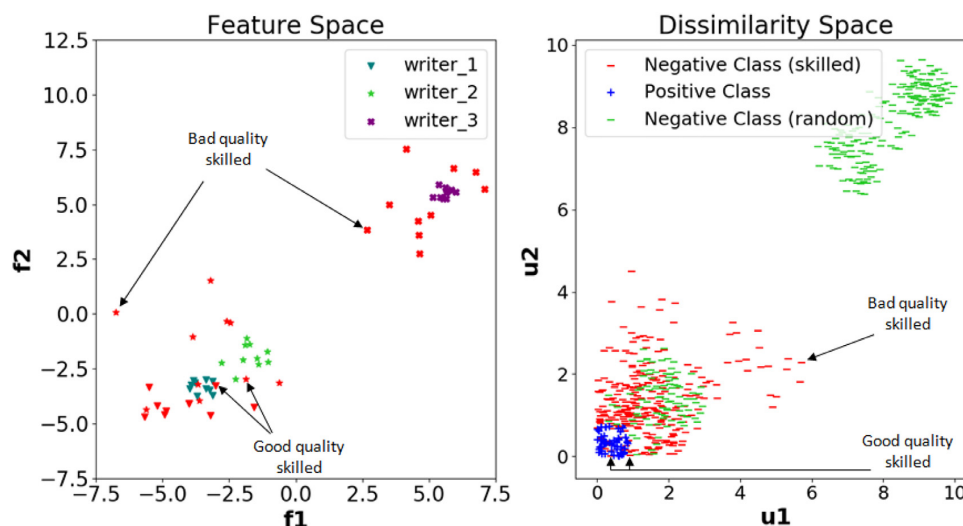 Feature Space
12.5
10.0
7.5
5.0
2.5
0.0
−2.5
−5.0
−7.5
−7.5
−5.0
−2.5
0.0
2.5
5.0
7.5
f2
f1
writer_1
writer_2
writer_3
Bad quality
skilled
Good quality
skilled
Dissimilarity Space
10
8
6
4
2
0
0
2
4
6
8
10
u2
u1
Negative Class (skilled)
Positive Class
Negative Class (random)
Bad quality
skilled
Good quality
skilled